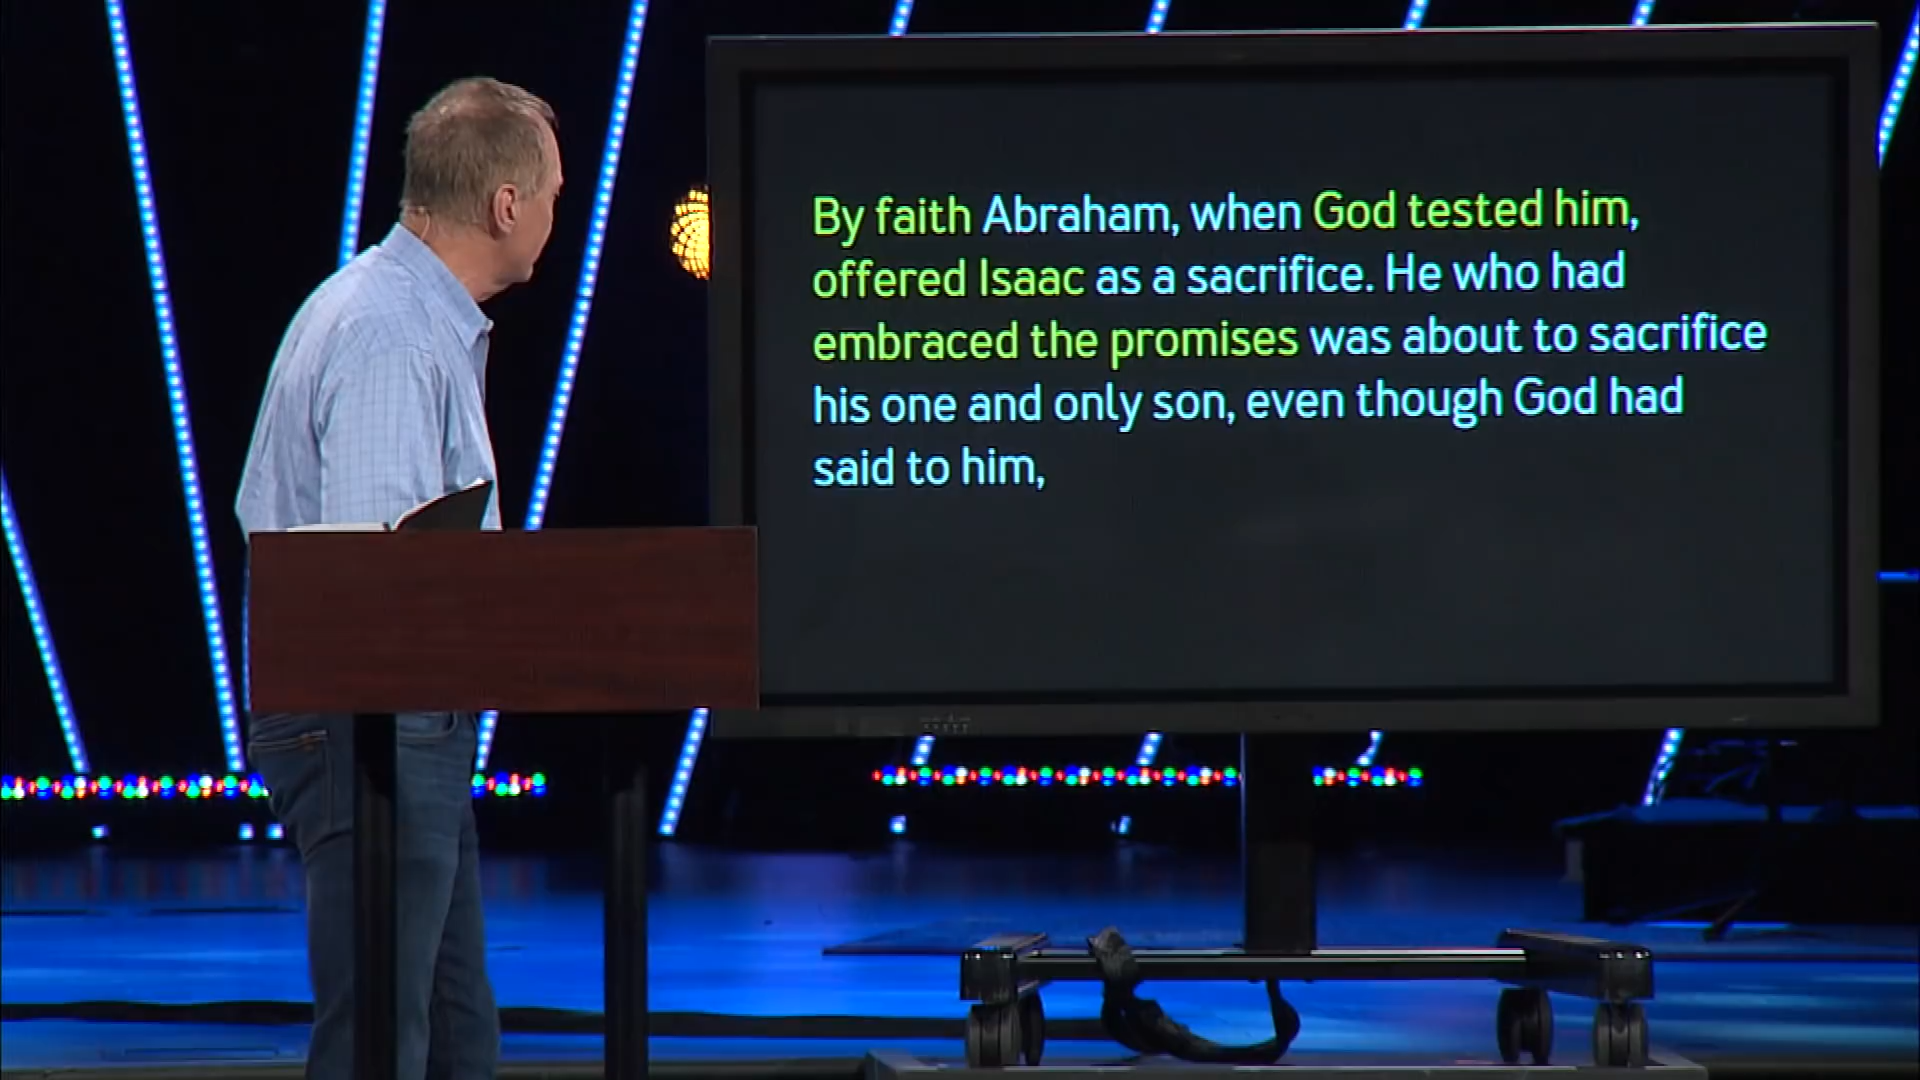 By faith Abraham, when God tested him,
offered Isaac as a sacrifice. He who had
embraced the promises was about to sacrifice
his one and only son, even though God had
said to him,